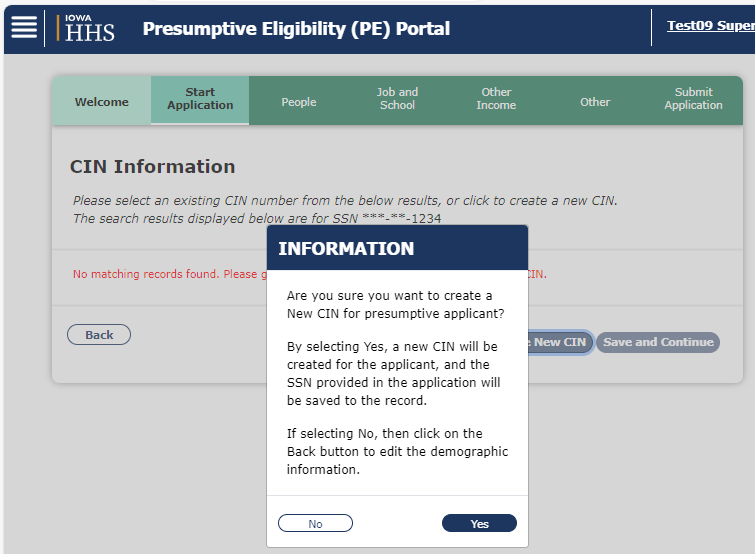 IOWA
HHS
Presumptive Eligibility (PE) Portal
Test09 Super
Welcome
Start
Application
People
Job and
School
Other
Income
Other
Submit
Application
CIN Information
Please select an existing CIN number from the below results, or click to create a new CIN.
The search results displayed below are for SSN ***-**-1234
No matching records found. Please g
CIN.
Back
New CIN
Save and Continue
INFORMATION
Are you sure you want to create a
New CIN for presumptive applicant?
By selecting Yes, a new CIN will be
created for the applicant, and the
SSN provided in the application will
be saved to the record.
If selecting No, then click on the
Back button to edit the demographic
information.
No
Yes